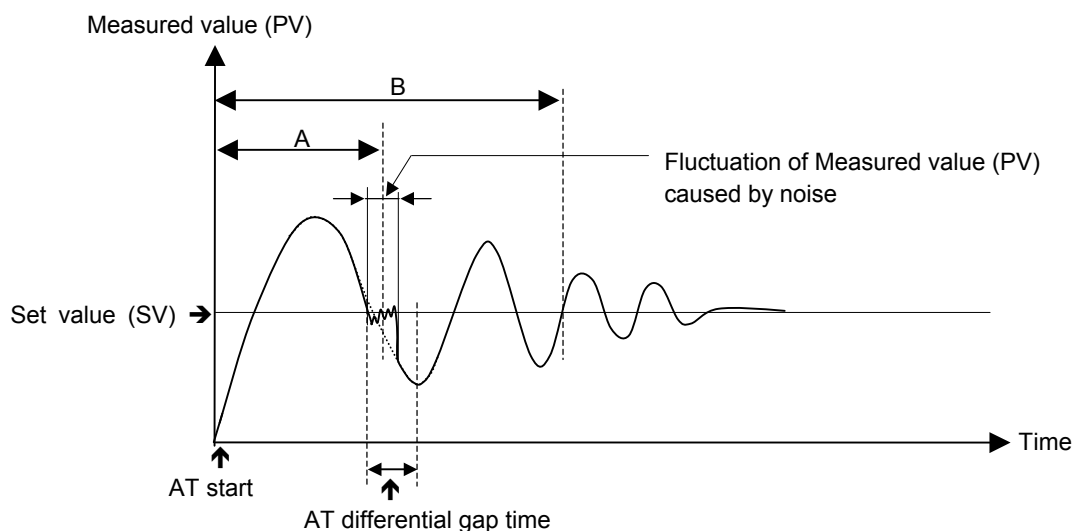 Measured value (PV)
B
A
Fluctuation of Measured value (PV)
caused by noise
Set value (SV)
Time
AT start
AT differential gap time